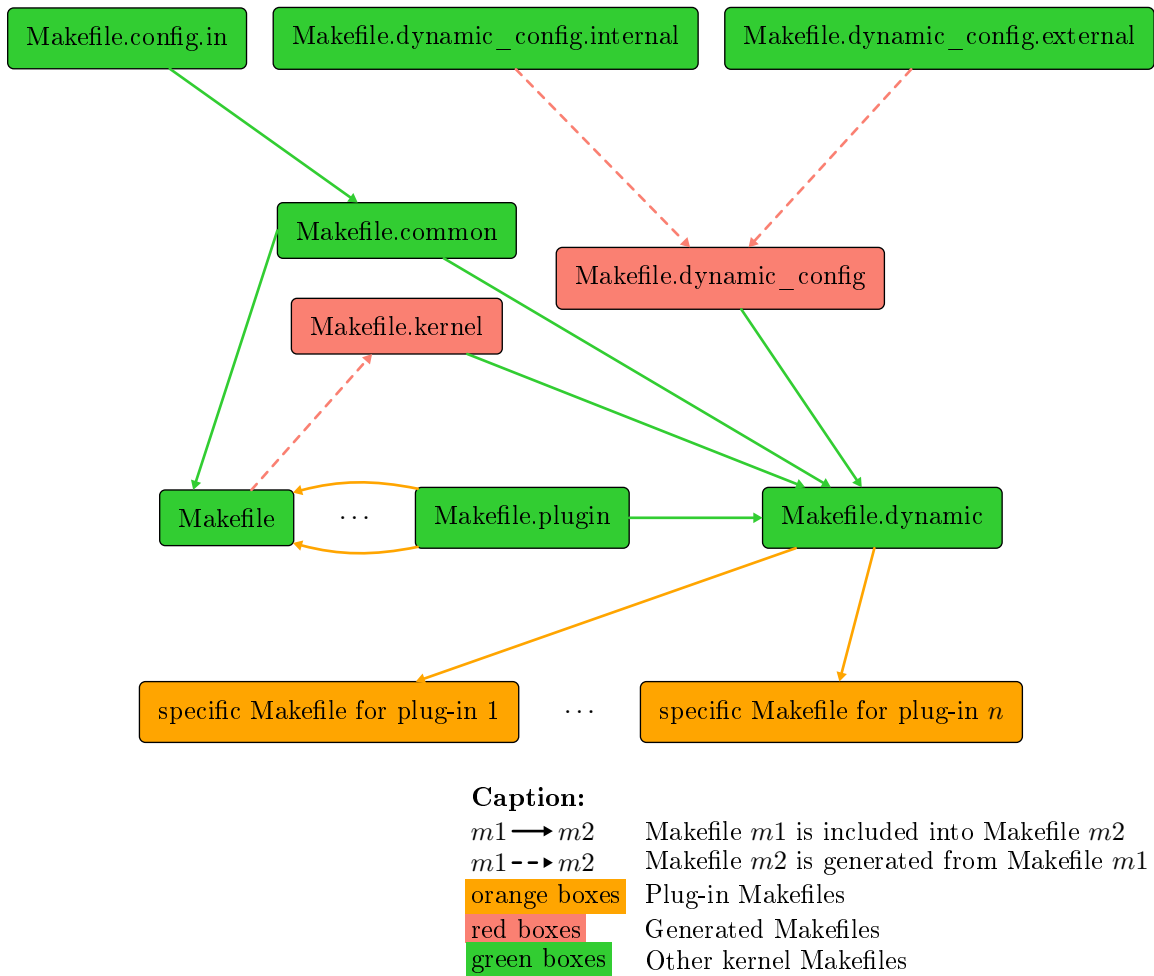 Makefile.config.in
Makefile.dynamic_config.internal
Makefile.dynamic_config.external
Makefile.common
Makefile.dynamic_config
Makefile.kernel
Makefile
...
Makefile.plugin
Makefile.dynamic
specific Makefile for plug-in 1
...
specific Makefile for plug-in n
Caption:
m1 → m2 Makefile m1 is included into Makefile m2
m1 ⇢ m2 Makefile m2 is generated from Makefile m1
orange boxes Plug-in Makefiles
red boxes Generated Makefiles
green boxes Other kernel Makefiles